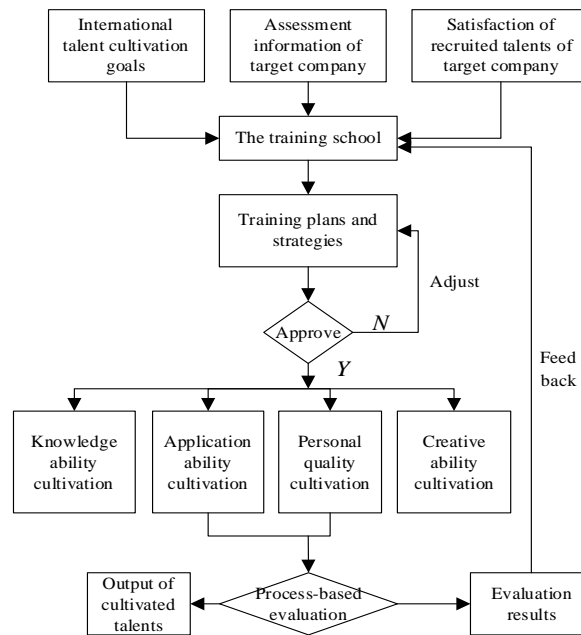 International
talent cultivation
goals
Assessment
information of
target company
Satisfaction of
recruited talents of
target company
The training school
Training plans and
strategies
Adjust
Approve
N
Y
Feed
back
Knowledge
ability
cultivation
Application
ability
cultivation
Personal
quality
cultivation
Creative
ability
cultivation
Output of
cultivated
talents
Process-based
evaluation
Evaluation
results